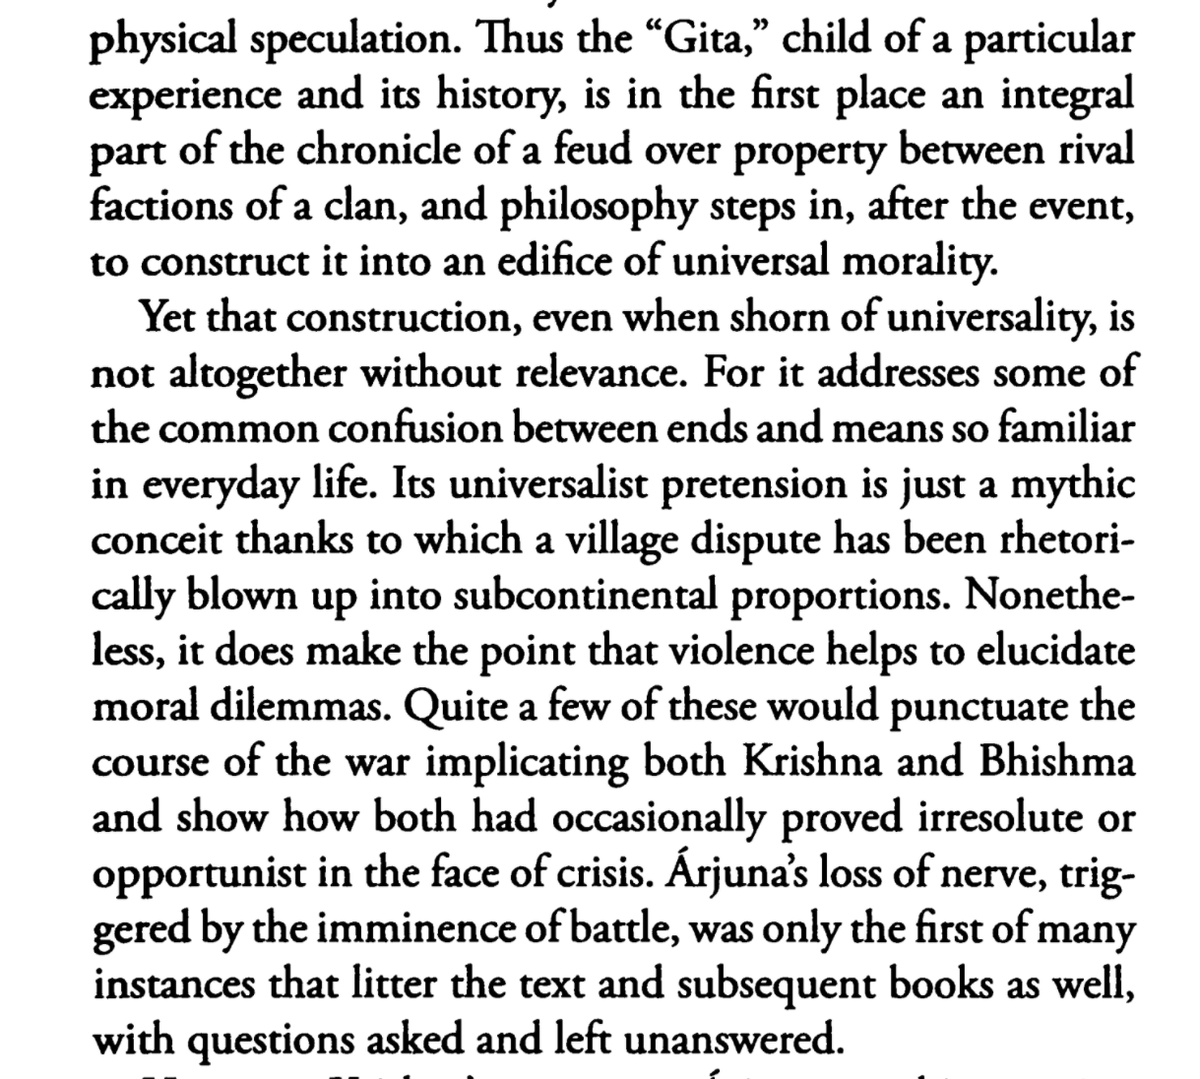 physical speculation. Thus the “Gita,” child of a particular
experience and its history, is in the first place an integral
part of the chronicle of a feud over property between rival
factions of a clan, and philosophy steps in, after the event,
to construct it into an edifice of universal morality.
Yet that construction, even when shorn of universality, is
not altogether without relevance. For it addresses some of
the common confusion between ends and means so familiar
in everyday life. Its universalist pretension is just a mythic
conceit thanks to which a village dispute has been rhetori-
cally blown up into subcontinental proportions. Nonethe-
less, it does make the point that violence helps to elucidate
moral dilemmas. Quite a few of these would punctuate the
course of the war implicating both Krishna and Bhishma
and show how both had occasionally proved irresolute or
opportunist in the face of crisis. Árjuna’s loss of nerve, trig-
gered by the imminence of battle, was only the first of many
instances that litter the text and subsequent books as well,
with questions asked and left unanswered.